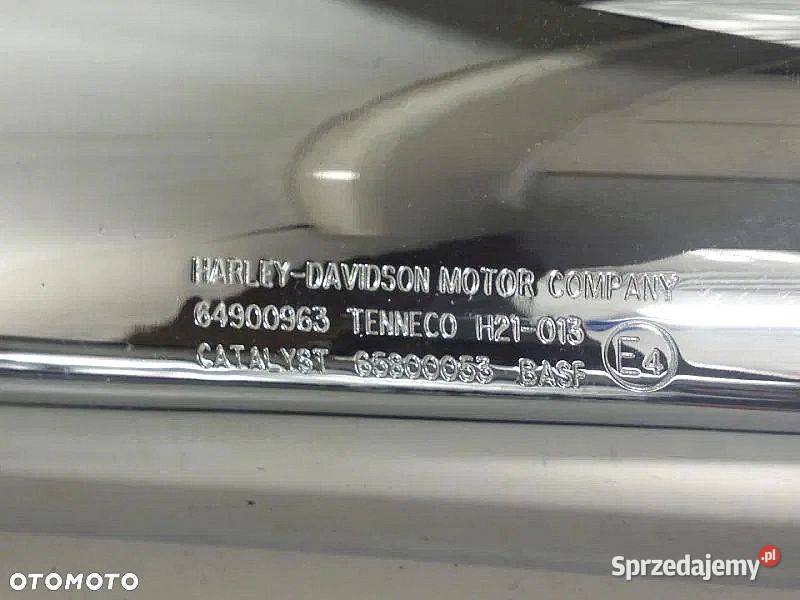 HARLEY-DAVIDSON MOTOR COMPANY
64900963 TENNECO H21-013
CATALYST 65800053 BASF E4
OTOMOTO
Sprzedajemy.pl